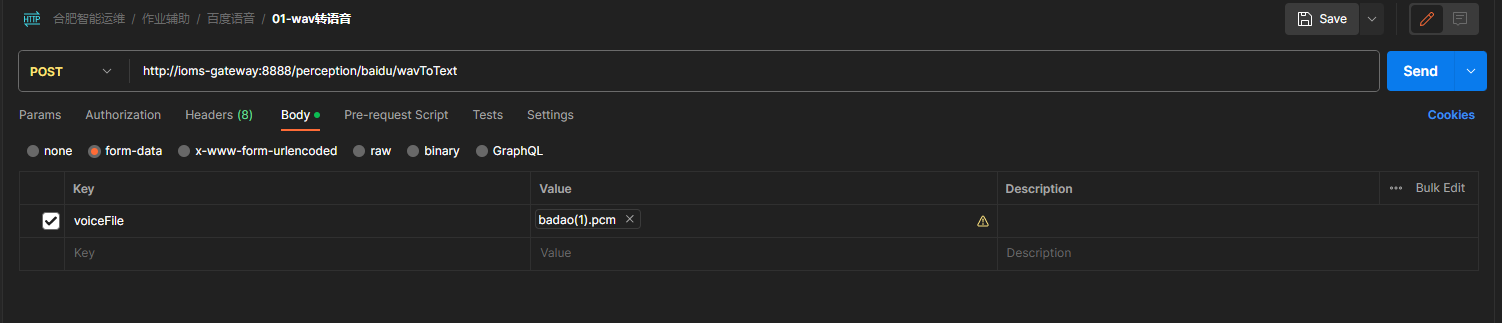 HTTP 合肥智能运维 / 作业辅助 / 百度语音 / 01-wav转语音 Save
POST http://ioms-gateway:8888/perception/baidu/wavToText Send
Params Authorization Headers (8) Body Pre-request Script Tests Settings Cookies
none form-data x-www-form-urlencoded raw binary GraphQL
Key Value Description ••• Bulk Edit
voiceFile badao(1).pcm ×
Key Value Description